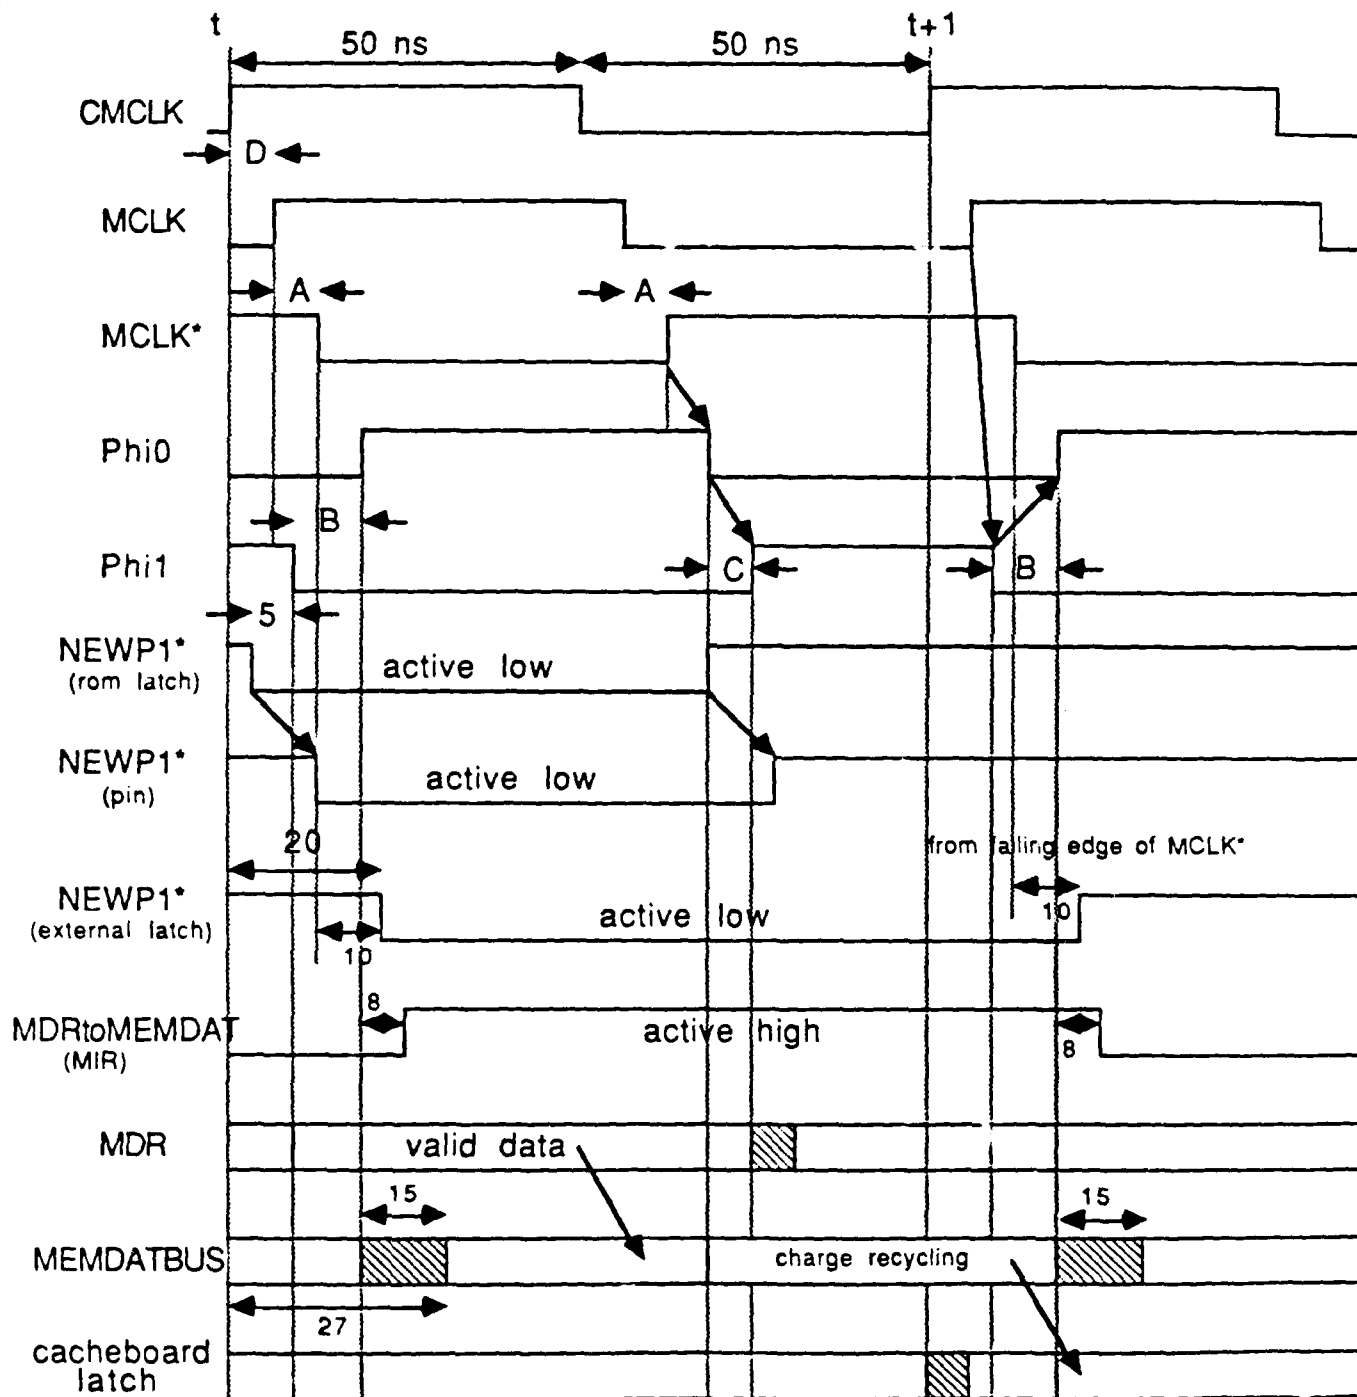 t
t+1
50 ns
50 ns
CMCLK
D
MCLK
A
A
MCLK*
Phi0
B
Phi1
C
B
5
NEWP1*
(rom latch)
active low
NEWP1*
(pin)
active low
20
from falling edge of MCLK*
NEWP1*
(external latch)
active low
10
10
8
MDRtoMEMDAT
(MIR)
active high
8
MDR
valid data
15
15
MEMDATBUS
charge recycling
27
cacheboard
latch